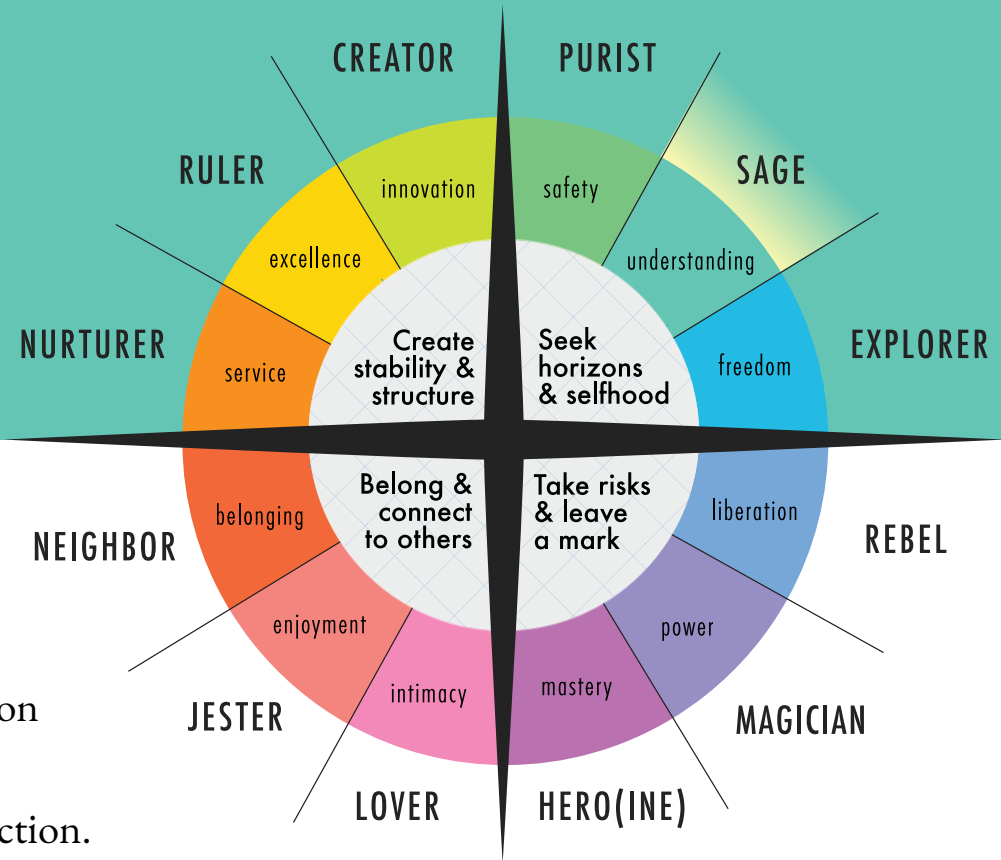 CREATOR
PURIST
RULER
SAGE
innovation
safety
excellence
understanding
NURTURER
EXPLORER
service
freedom
Create
stability &
structure
Seek
horizons
& selfhood
Belong &
connect
to others
Take risks
& leave
a mark
belonging
liberation
NEIGHBOR
REBEL
enjoyment
power
intimacy
mastery
on
JESTER
MAGICIAN
LOVER
HERO(INE)
ction.